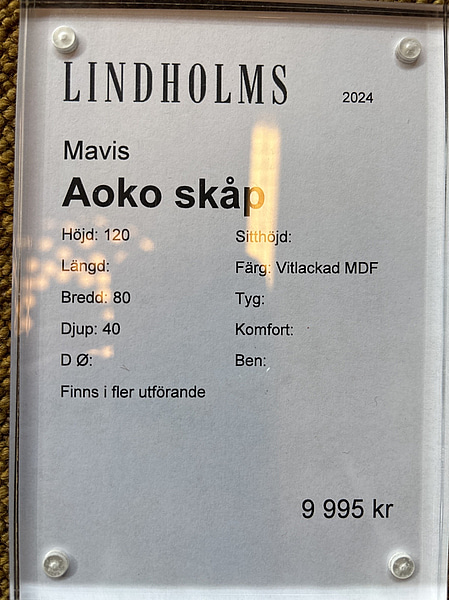 LINDHOLMS 2024
Mavis
Aoko skåp
Höjd: 120 Sitthöjd:
Längd: Färg: Vitlackad MDF
Bredd: 80 Tyg:
Djup: 40 Komfort:
D Ø: Ben:
Finns i fler utförande
9 995 kr